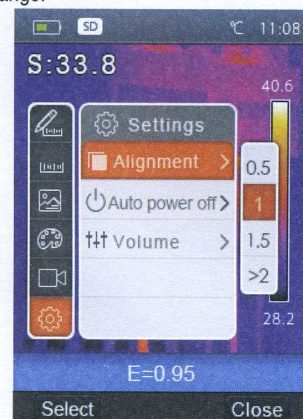 SD ℃ 11:08
S:33.8
40.6
Settings
Alignment > 0.5
1
Auto power off>
Volume > 1.5
>2
28.2
E=0.95
Select Close